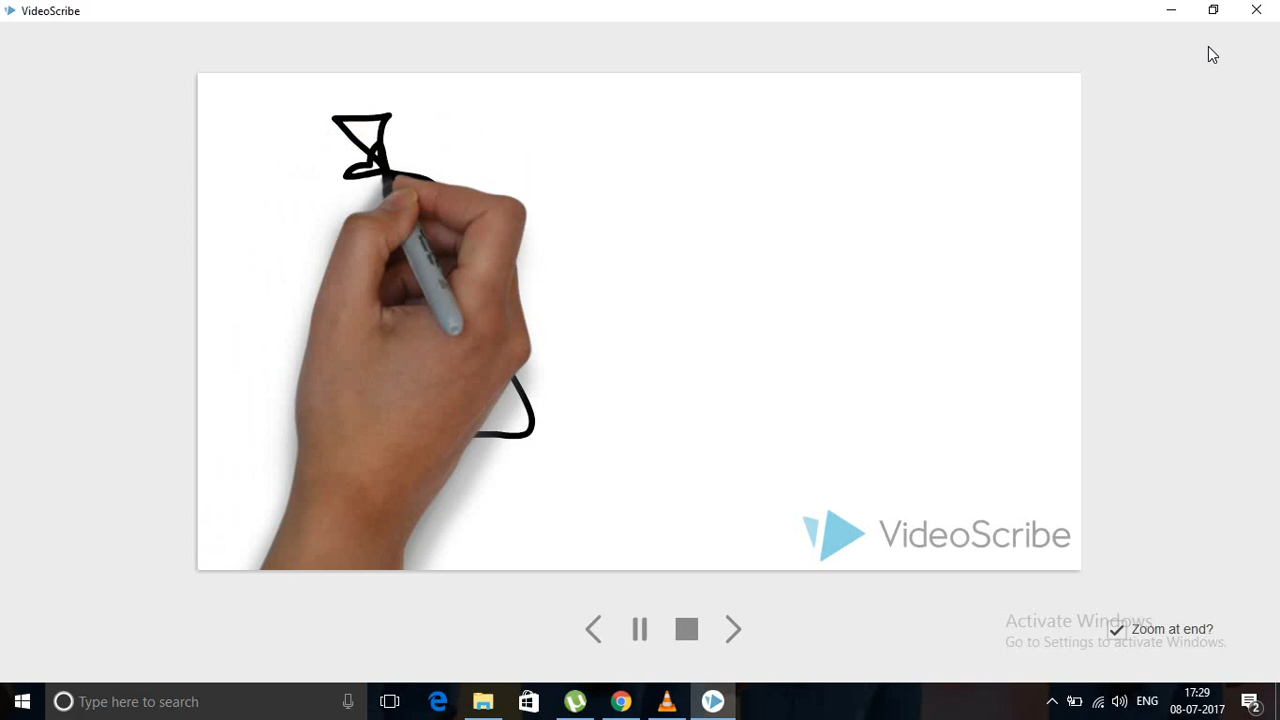 VideoScribe
VideoScribe
Activate Windows
Zoom at end?
Go to Settings to activate Windows.
Type here to search
ENG
17:29
08-07-2017
2